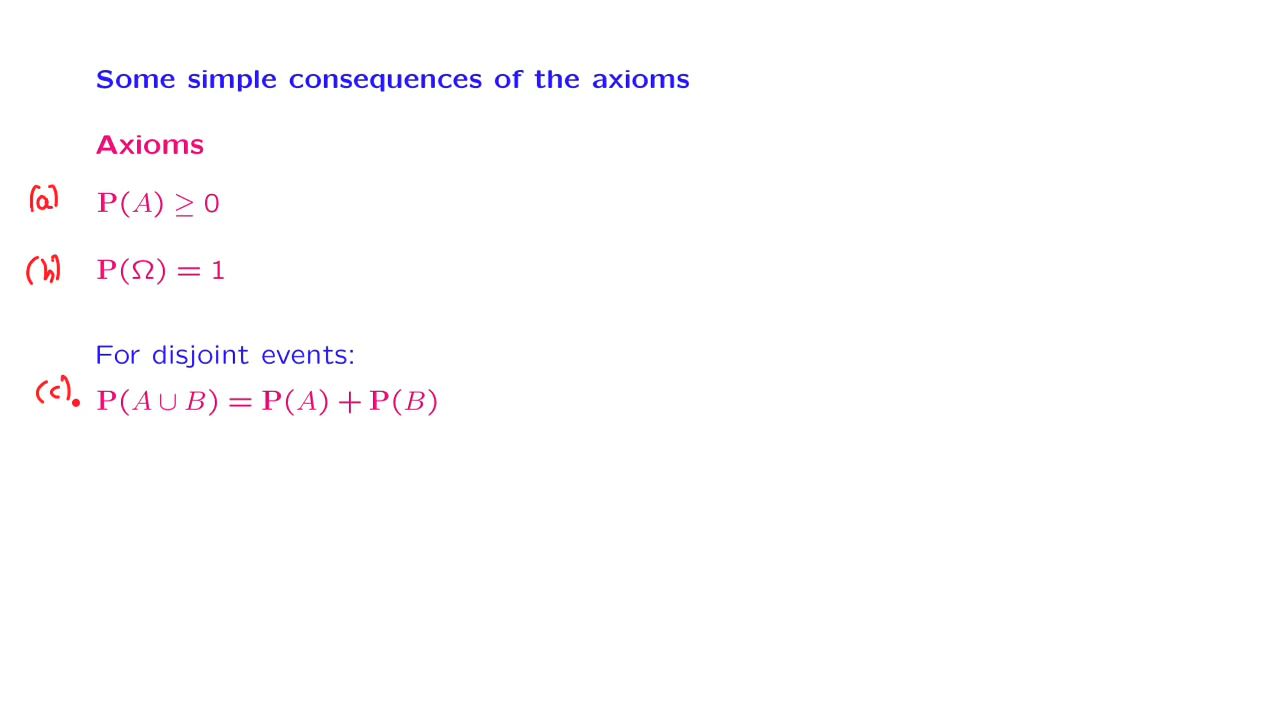 Some simple consequences of the axioms
Axioms
(a) P(A) ≥ 0
(b) P(Ω) = 1
For disjoint events:
(c). P(A ∪ B) = P(A) + P(B)